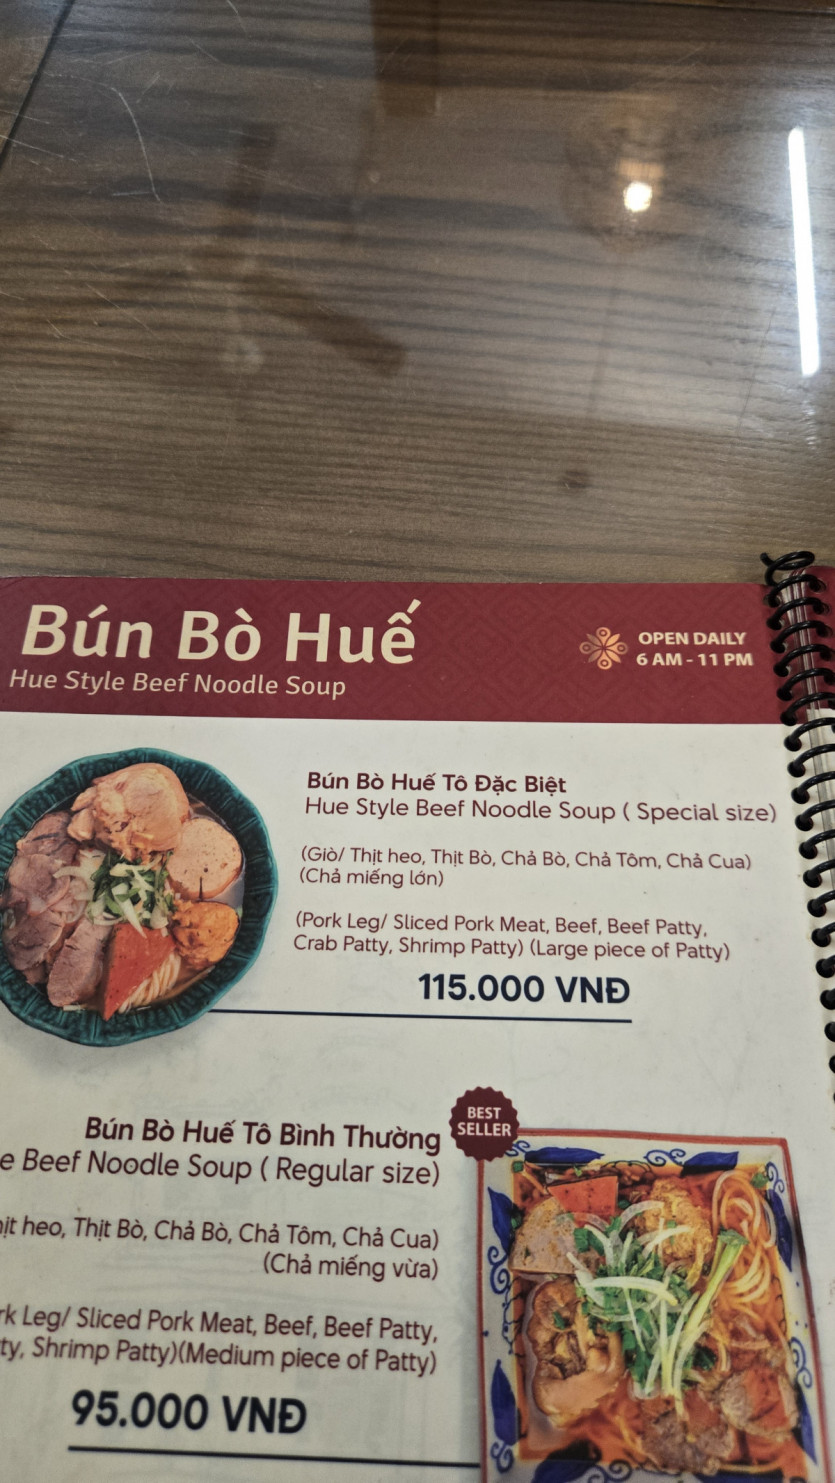 Bún Bò Huế
Hue Style Beef Noodle Soup
OPEN DAILY
6 AM - 11 PM
Bún Bò Huế Tô Đặc Biệt
Hue Style Beef Noodle Soup ( Special size)
(Giò/ Thịt heo, Thịt Bò, Chả Bò, Chả Tôm, Chả Cua)
(Chả miếng lớn)
(Pork Leg/ Sliced Pork Meat, Beef, Beef Patty,
Crab Patty, Shrimp Patty) (Large piece of Patty)
115.000 VNĐ
BEST
SELLER
Bún Bò Huế Tô Bình Thường
Beef Noodle Soup ( Regular size)
heo, Thịt Bò, Chả Bò, Chả Tôm, Chả Cua)
(Chả miếng vừa)
Leg/ Sliced Pork Meat, Beef, Beef Patty,
Shrimp Patty)(Medium piece of Patty)
95.000 VNĐ